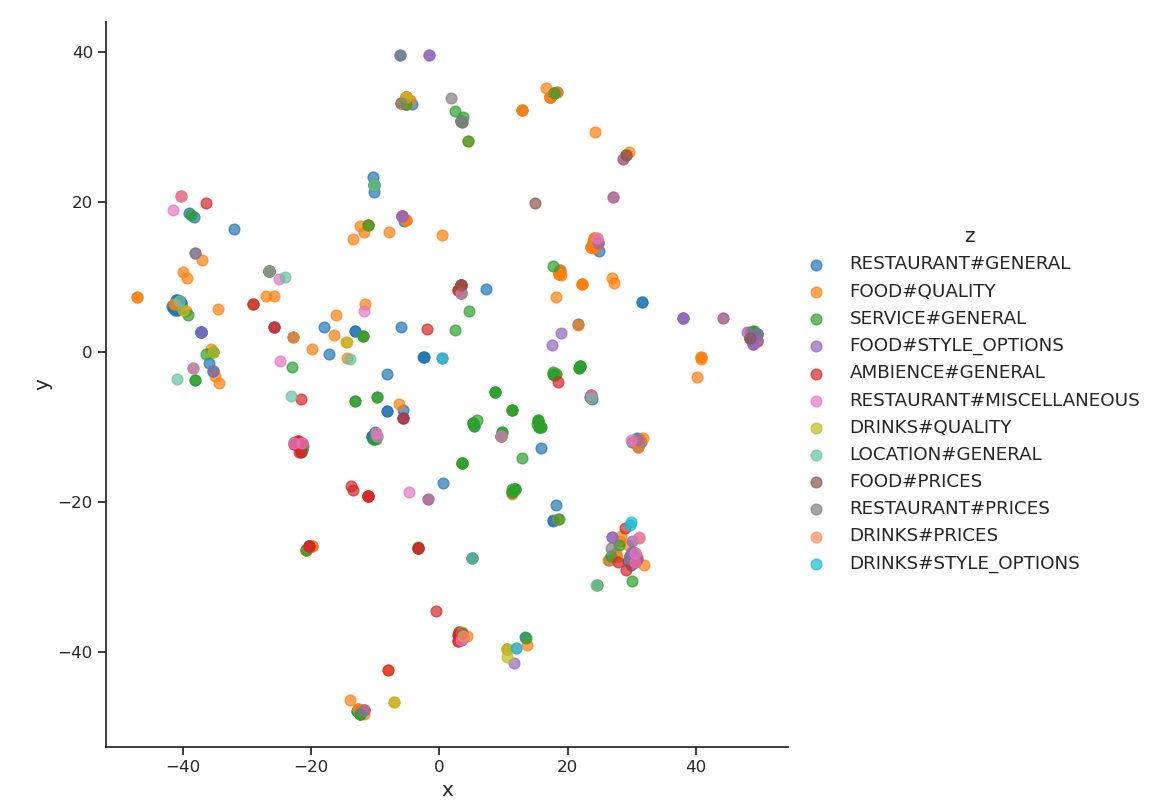 40
20
0
−20
−40
y
−40
−20
0
20
40
x
z
RESTAURANT#GENERAL
FOOD#QUALITY
SERVICE#GENERAL
FOOD#STYLE_OPTIONS
AMBIENCE#GENERAL
RESTAURANT#MISCELLANEOUS
DRINKS#QUALITY
LOCATION#GENERAL
FOOD#PRICES
RESTAURANT#PRICES
DRINKS#PRICES
DRINKS#STYLE_OPTIONS